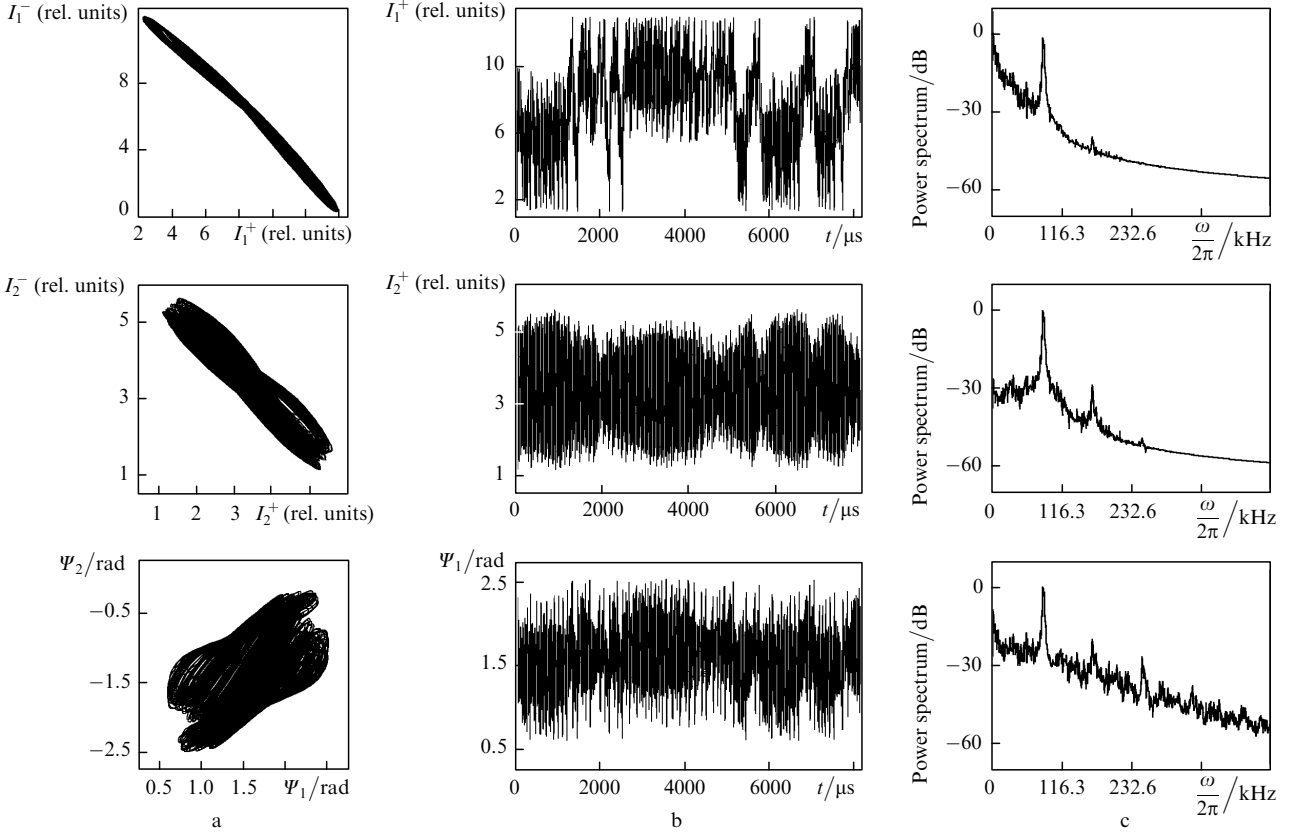 I₁⁻ (rel. units)
8
4
0
2 4 6 I₁⁺ (rel. units)
I₁⁺ (rel. units)
10
6
2
0 2000 4000 6000 t/μs
Power spectrum/dB
0
−30
−60
0 116.3 232.6 ω/2π /kHz
I₂⁻ (rel. units)
5
3
1
1 2 3 I₂⁺ (rel. units)
I₂⁺ (rel. units)
5
3
1
0 2000 4000 6000 t/μs
Power spectrum/dB
0
−30
−60
0 116.3 232.6 ω/2π /kHz
Ψ₂/rad
−0.5
−1.5
−2.5
0.5 1.0 1.5 Ψ₁/rad
a
Ψ₁/rad
2.5
1.5
0.5
0 2000 4000 6000 t/μs
b
Power spectrum/dB
0
−30
−60
0 116.3 232.6 ω/2π /kHz
c